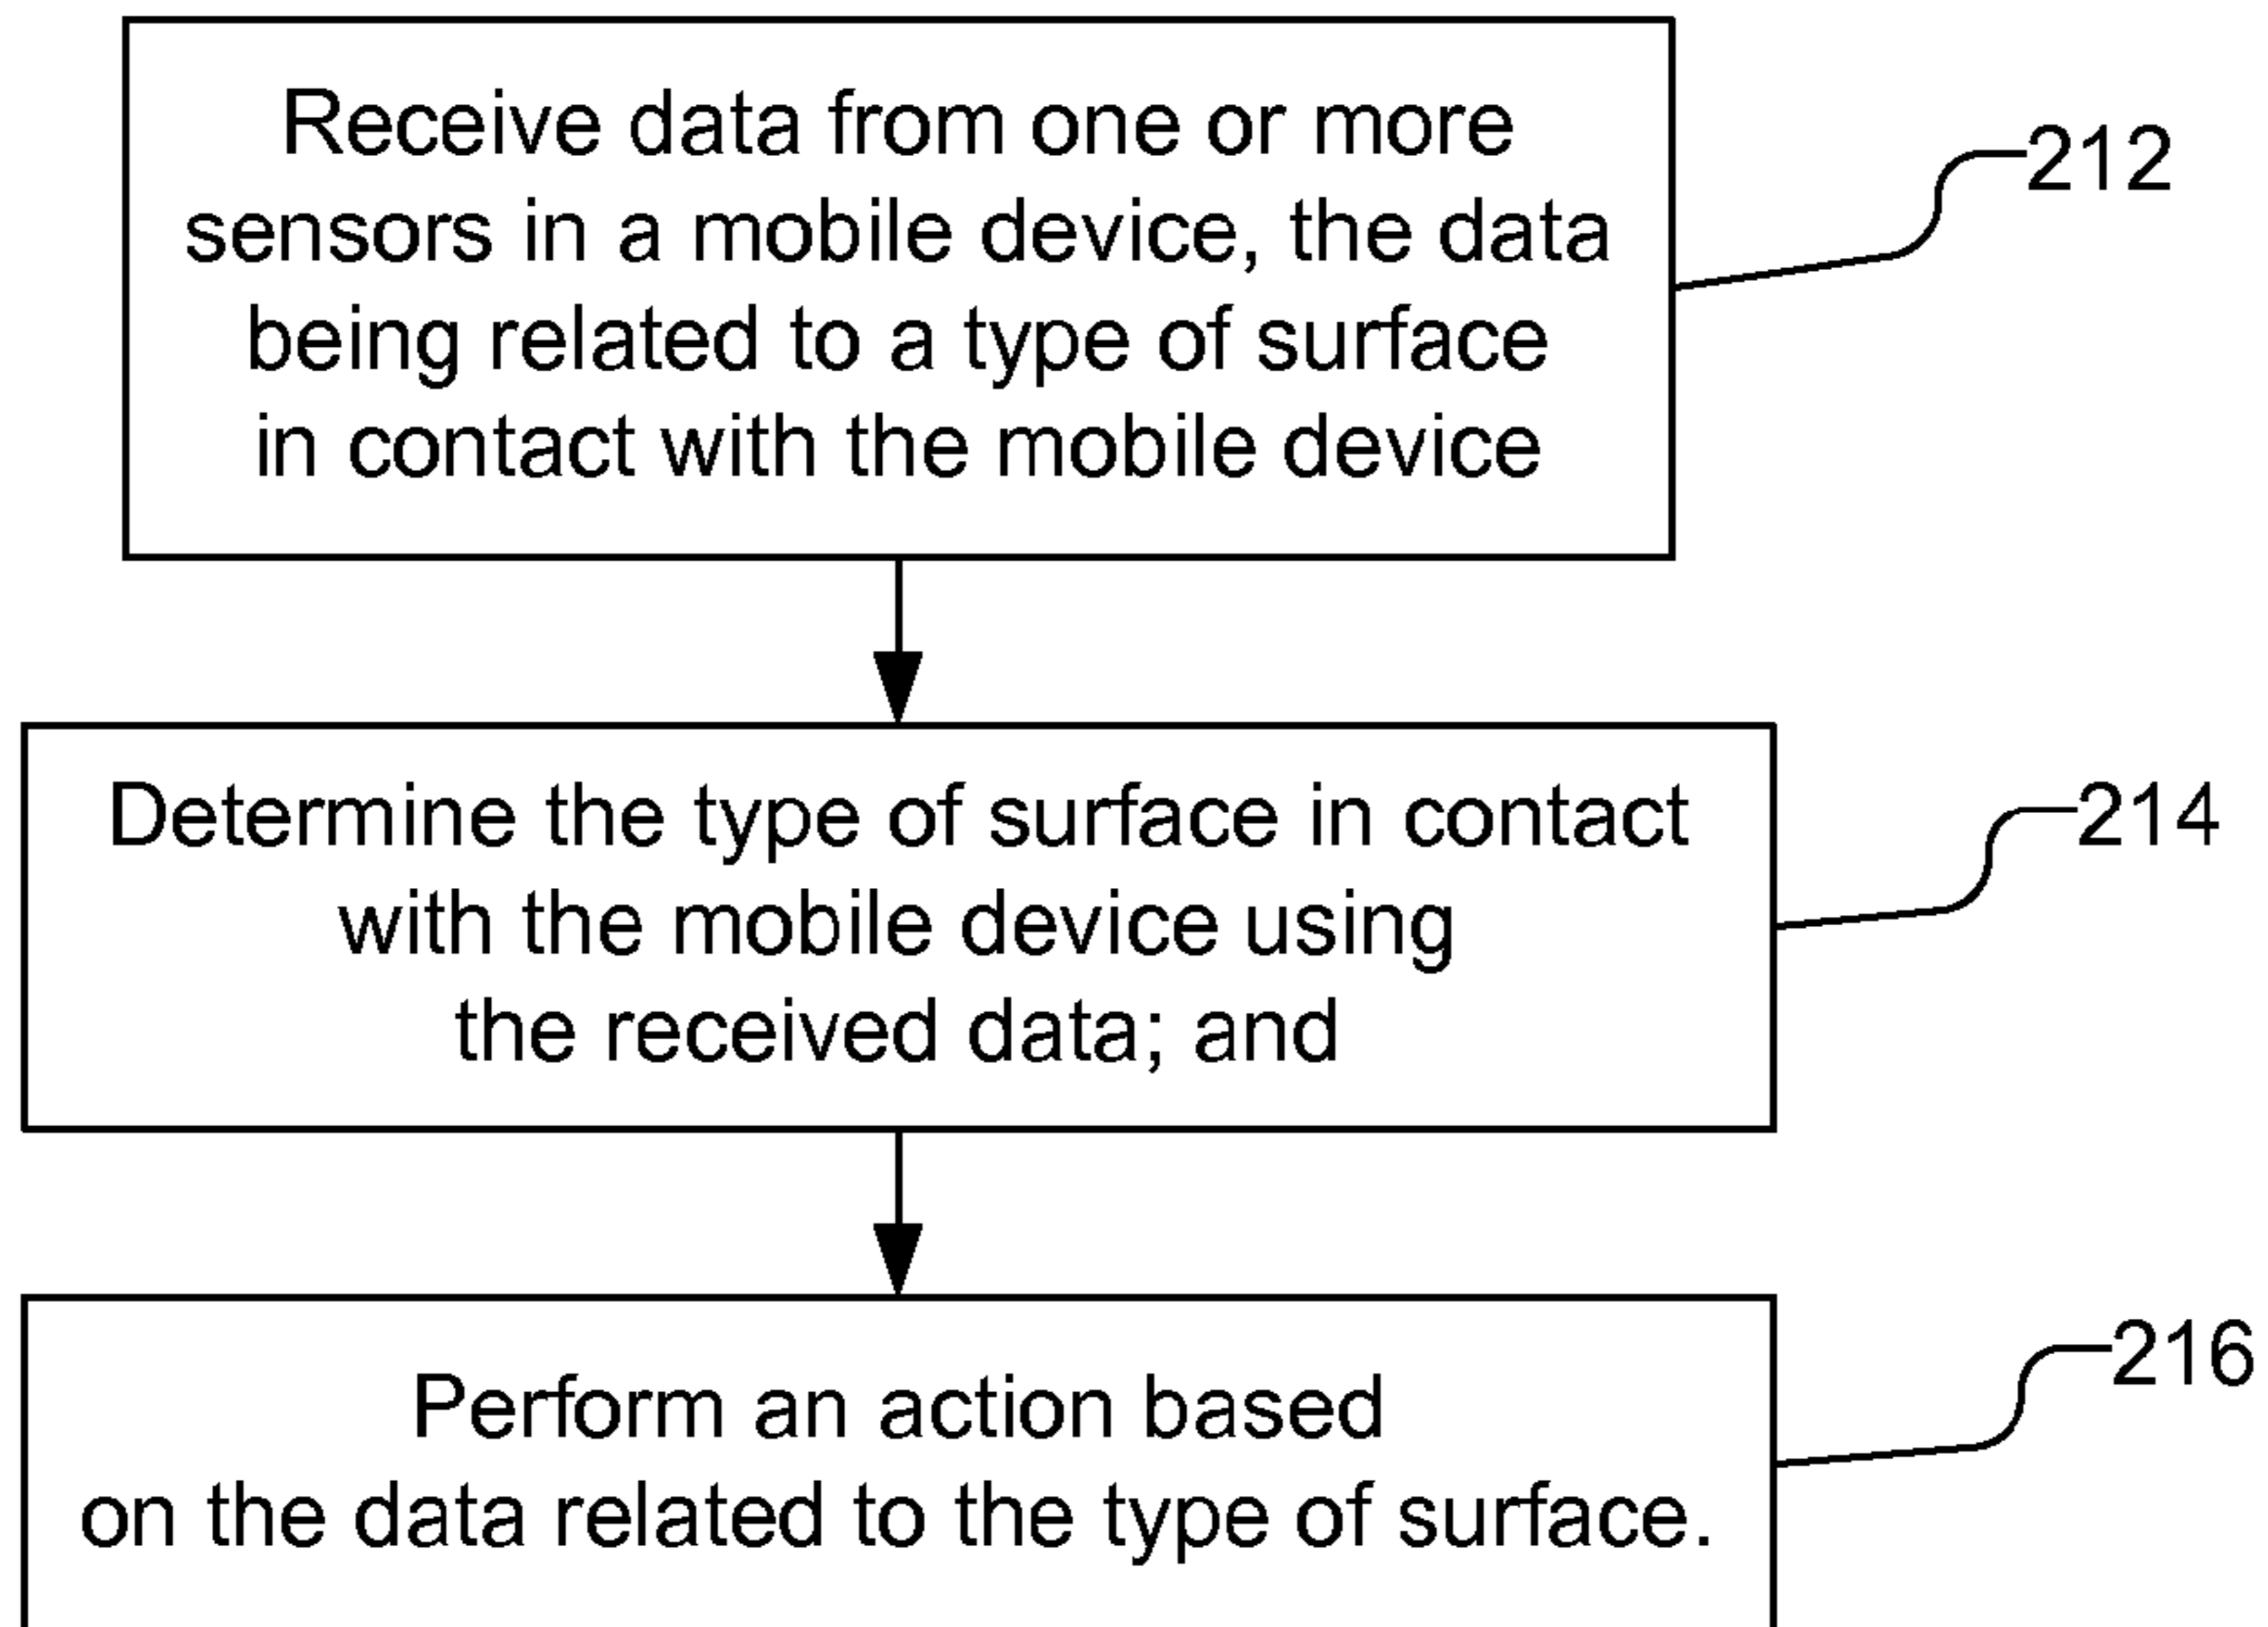 Receive data from one or more
sensors in a mobile device, the data
being related to a type of surface
in contact with the mobile device
212
Determine the type of surface in contact
with the mobile device using
the received data; and
214
Perform an action based
on the data related to the type of surface.
216